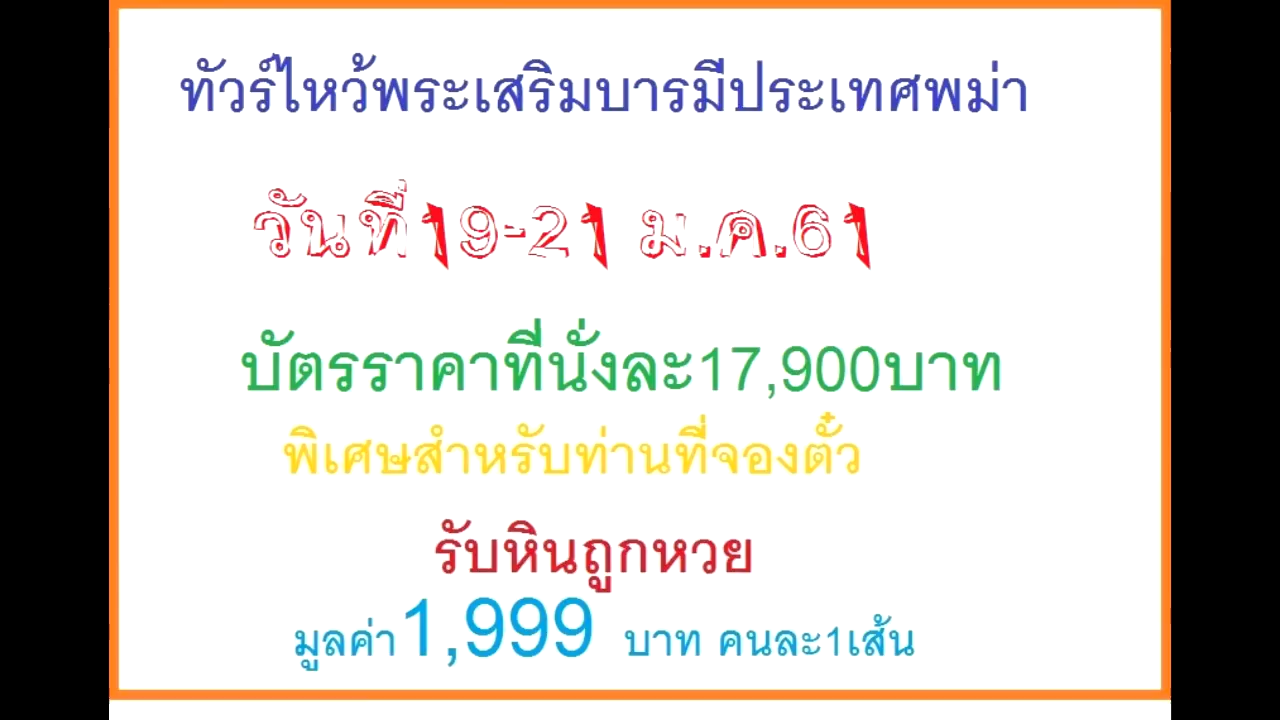 ทัวร์ไหว้พระเสริมบารมีประเทศพม่า
วันที่19-21 ม.ค.61
บัตรราคาที่นั่งละ17,900บาท
พิเศษสำหรับท่านที่จองตั๋ว
รับหินถูกหวย
มูลค่า1,999 บาท คนละ1เส้น